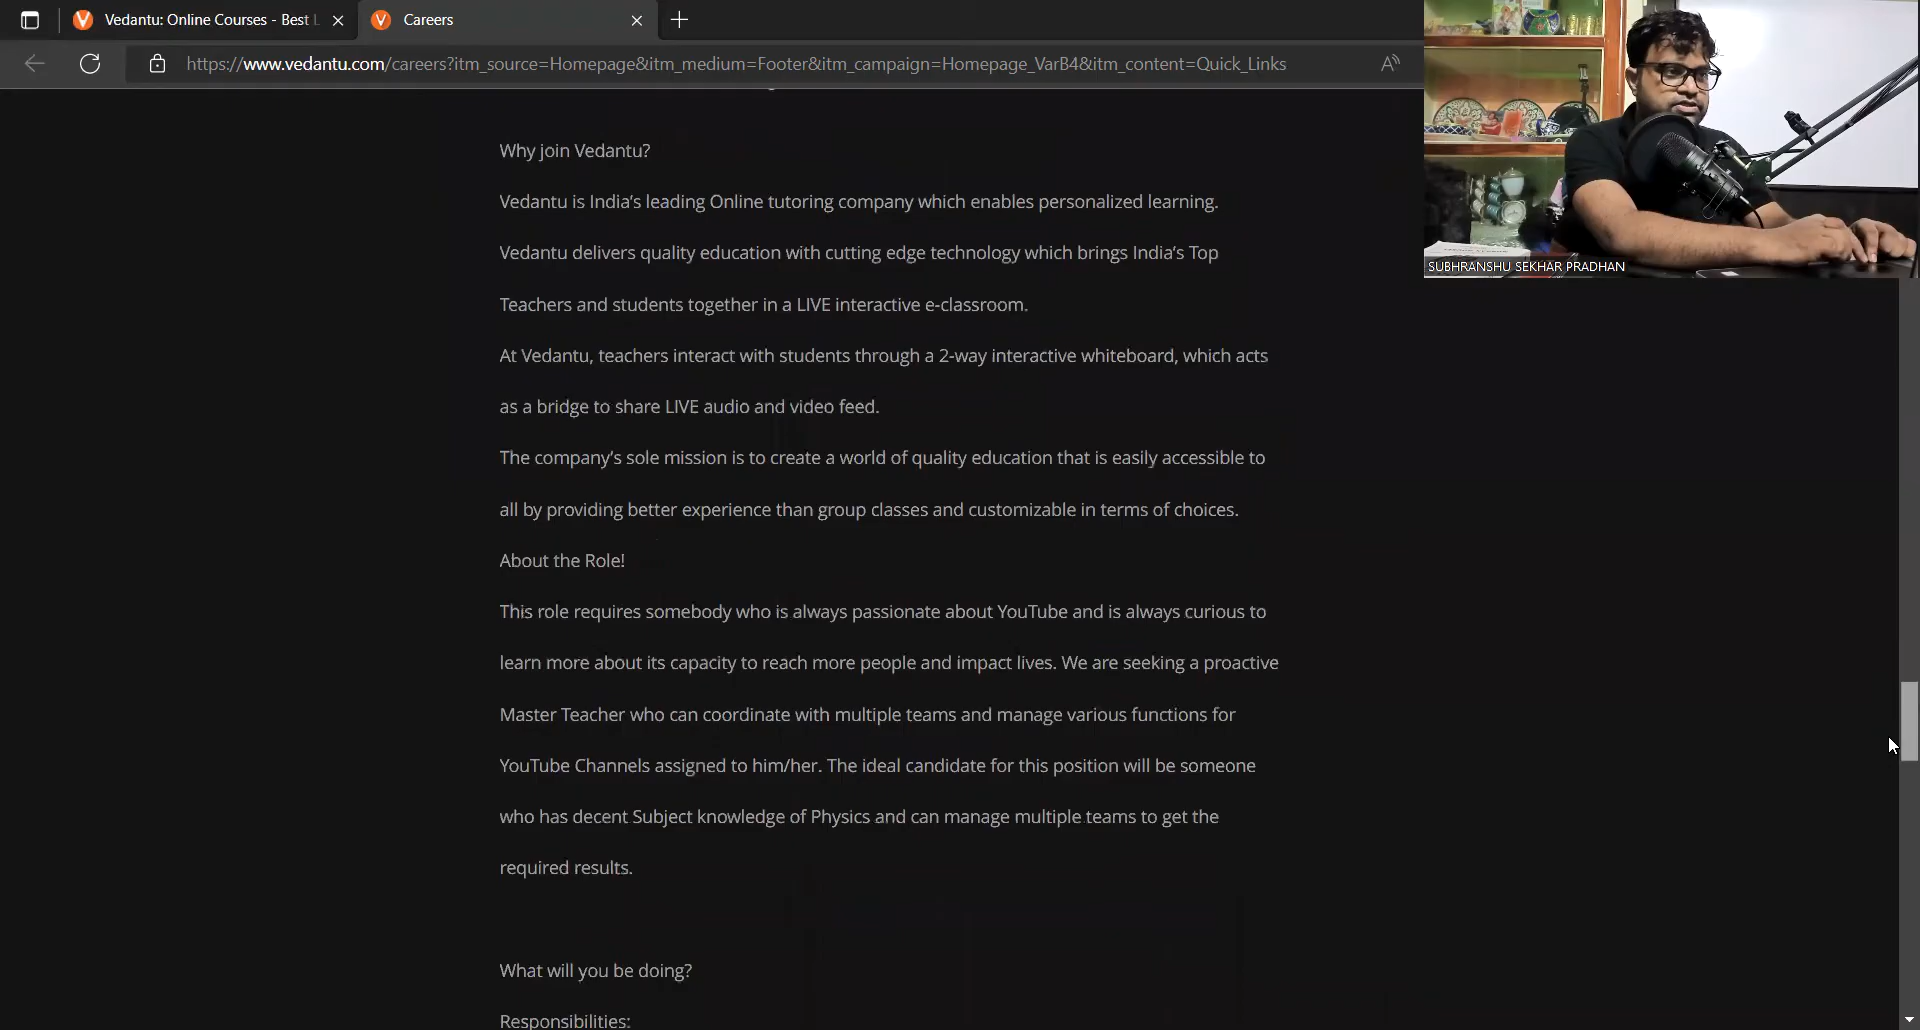 Vedantu: Online Courses - Best L
Careers
https://www.vedantu.com/careers?itm_source=Homepage&itm_medium=Footer&itm_campaign=Homepage_VarB4&itm_content=Quick_Links
SUBHRANSHU SEKHAR PRADHAN
Why join Vedantu?
Vedantu is India's leading Online tutoring company which enables personalized learning.
Vedantu delivers quality education with cutting edge technology which brings India's Top
Teachers and students together in a LIVE interactive e-classroom.
At Vedantu, teachers interact with students through a 2-way interactive whiteboard, which acts
as a bridge to share LIVE audio and video feed.
The company's sole mission is to create a world of quality education that is easily accessible to
all by providing better experience than group classes and customizable in terms of choices.
About the Role!
This role requires somebody who is always passionate about YouTube and is always curious to
learn more about its capacity to reach more people and impact lives. We are seeking a proactive
Master Teacher who can coordinate with multiple teams and manage various functions for
YouTube Channels assigned to him/her. The ideal candidate for this position will be someone
who has decent Subject knowledge of Physics and can manage multiple teams to get the
required results.
What will you be doing?
Responsibilities: